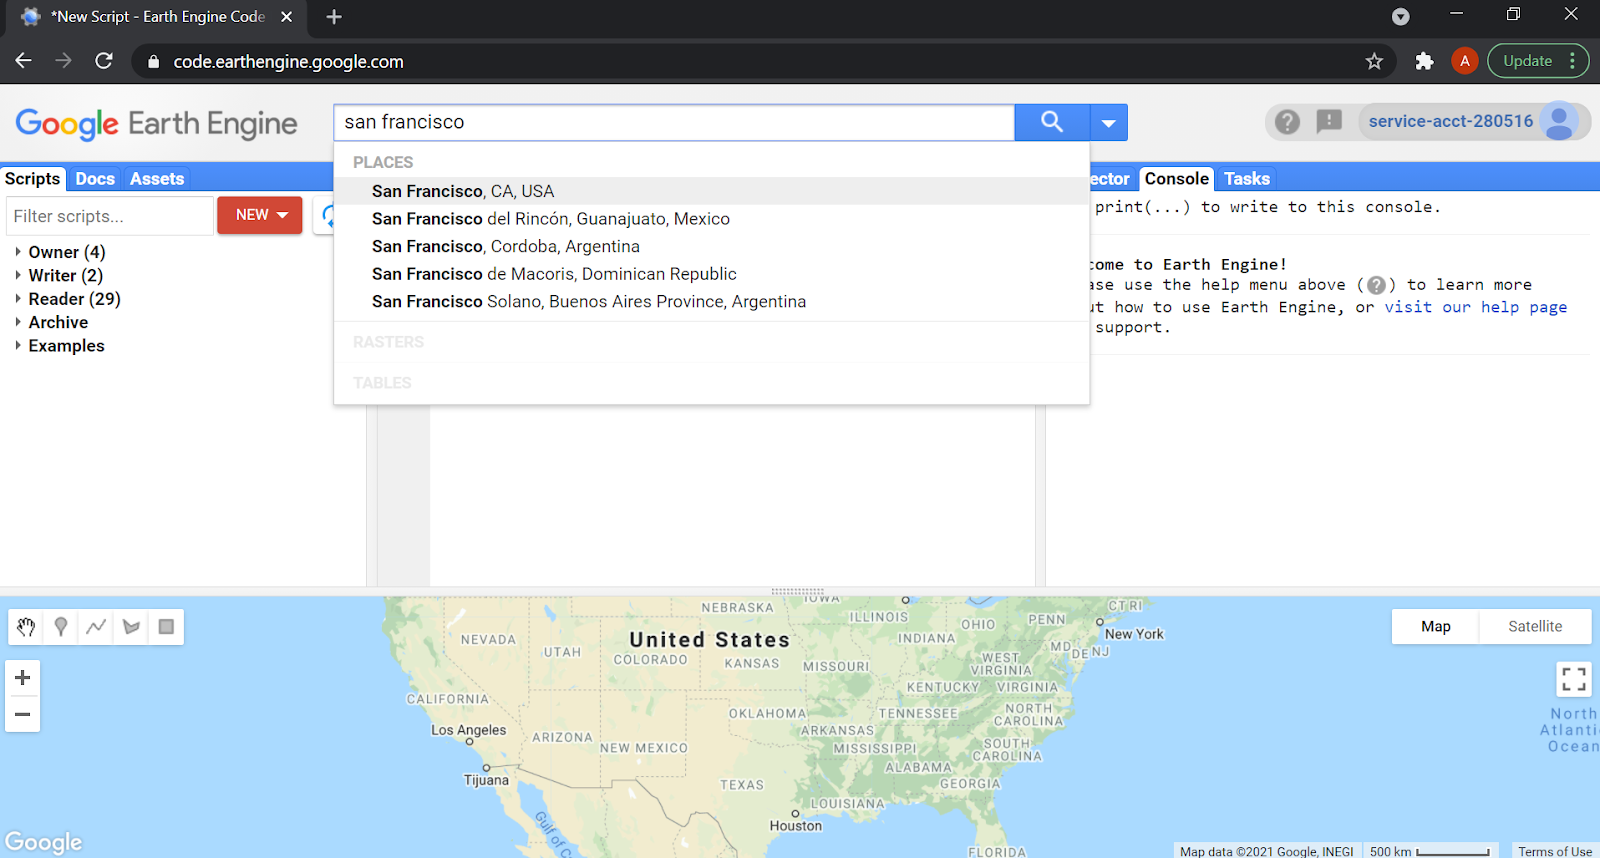 *New Script - Earth Engine Code
code.earthengine.google.com
A
Update
Google Earth Engine
san francisco
service-acct-280516
Scripts Docs Assets
PLACES
San Francisco, CA, USA
San Francisco del Rincón, Guanajuato, Mexico
San Francisco, Cordoba, Argentina
San Francisco de Macoris, Dominican Republic
San Francisco Solano, Buenos Aires Province, Argentina
RASTERS
TABLES
ector Console Tasks
Filter scripts...
NEW
Owner (4)
Writer (2)
Reader (29)
Archive
Examples
print(...) to write to this console.
come to Earth Engine!
ase use the help menu above (?) to learn more
ut how to use Earth Engine, or visit our help page
support.
Map Satellite
IOWA
NEBRASKA
ILLINOIS
OHIO
PENN
CT RI
New York
NEVADA
United States
INDIANA
UTAH
COLORADO
KANSAS
MISSOURI
WEST
VIRGINIA
MD
DE NJ
CALIFORNIA
KENTUCKY
VIRGINIA
OKLAHOMA
TENNESSEE
NORTH
CAROLINA
North
Atlanti
Ocean
Los Angeles
ARIZONA
NEW MEXICO
ARKANSAS
MISSISSIPPI
SOUTH
CAROLINA
ALABAMA
Tijuana
TEXAS
GEORGIA
LOUISIANA
Houston
Gulf of C
FLORIDA
Google
Map data ©2021 Google, INEGI
500 km
Terms of Use